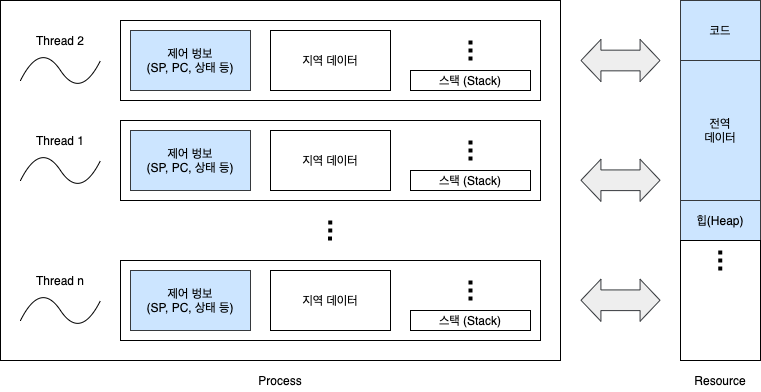 Thread 2
제어 벙보
(SP, PC, 상태 등)
지역 데이터
스택 (Stack)
Thread 1
제어 벙보
(SP, PC, 상태 등)
지역 데이터
스택 (Stack)
Thread n
제어 벙보
(SP, PC, 상태 등)
지역 데이터
스택 (Stack)
Process
코드
전역
데이터
힙(Heap)
Resource